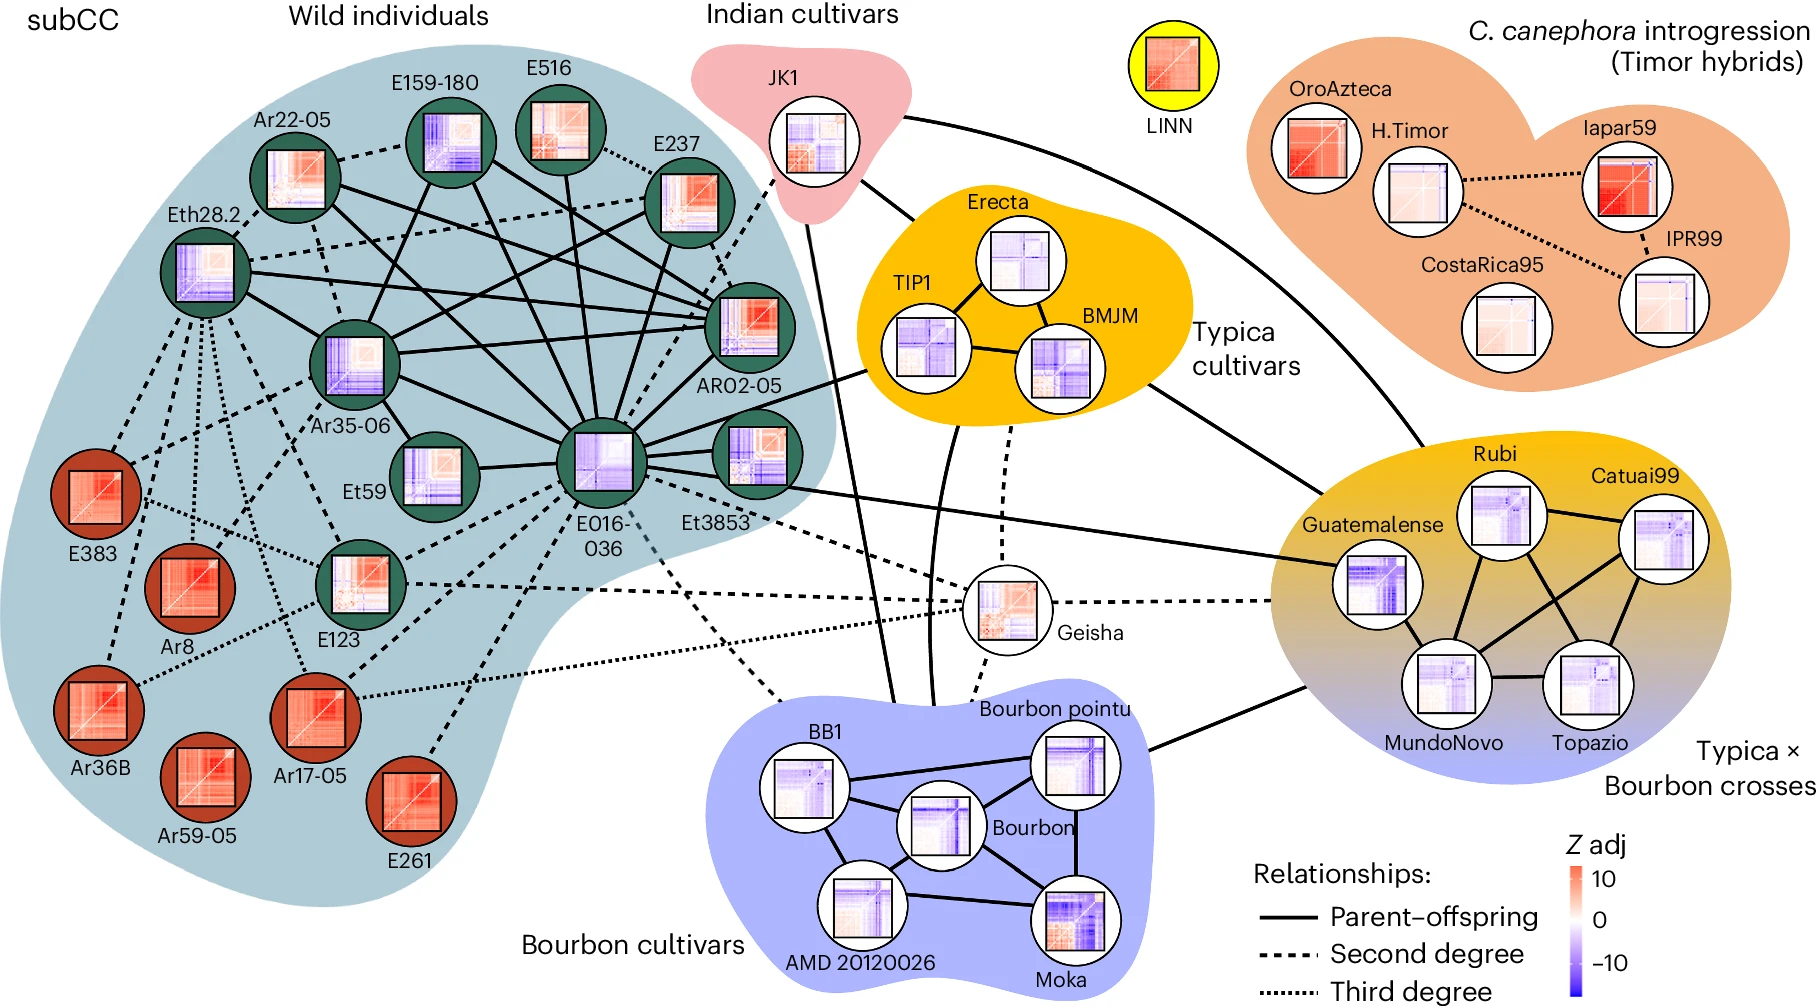 subCC
Wild individuals
Indian cultivars
C. canephora introgression
(Timor hybrids)
E516
E159-180
JK1
Ar22-05
E237
LINN
OroAzteca
H.Timor
Iapar59
Eth28.2
Erecta
IPR99
CostaRica95
TIP1
BMJM
Typica
cultivars
AR02-05
Ar35-06
Et59
E016-
036
Et3853
E383
Rubi
Catuai99
Guatemalense
Ar8
E123
Geisha
Ar36B
Ar17-05
Ar59-05
E261
BB1
Bourbon pointu
MundoNovo
Topazio
Typica ×
Bourbon crosses
Bourbon
Bourbon cultivars
AMD 20120026
Moka
Relationships:
Parent–offspring
Second degree
Third degree
Z adj
10
0
–10